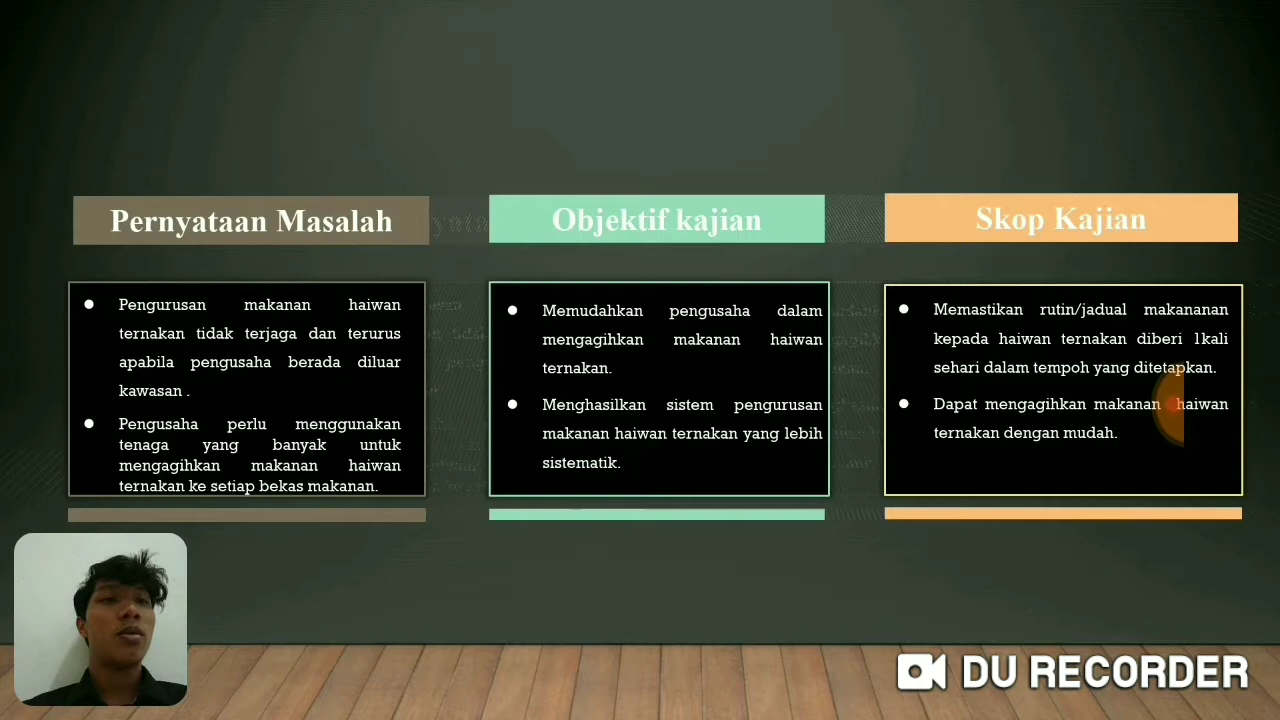 Pernyataan Masalah
Pengurusan makanan haiwan
ternakan tidak terjaga dan terurus
apabila pengusaha berada diluar
kawasan .
Pengusaha perlu menggunakan
tenaga yang banyak untuk
mengagihkan makanan haiwan
ternakan ke setiap bekas makanan.
Objektif kajian
Memudahkan pengusaha dalam
mengagihkan makanan haiwan
ternakan.
Menghasilkan sistem pengurusan
makanan haiwan ternakan yang lebih
sistematik.
Skop Kajian
Memastikan rutin/jadual makananan
kepada haiwan ternakan diberi 1kali
sehari dalam tempoh yang ditetapkan.
Dapat mengagihkan makanan haiwan
ternakan dengan mudah.
DU RECORDER